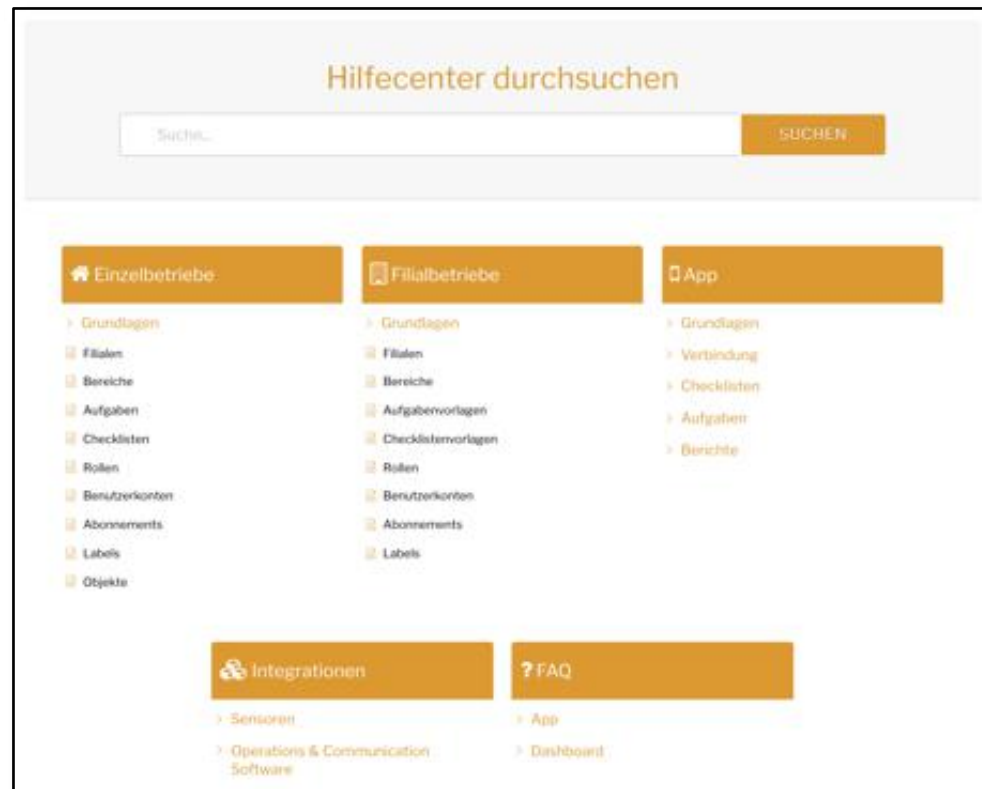 Hilfecenter durchsuchen
Suche...
SUCHEN
Einzelbetriebe
Grundlagen
Filialen
Bereiche
Aufgaben
Checklisten
Rollen
Benutzerkonten
Abonnements
Labels
Objekte
Filialbetriebe
Grundlagen
Filialen
Bereiche
Aufgabenvorlagen
Checklistenvorlagen
Rollen
Benutzerkonten
Abonnements
Labels
App
Grundlagen
Verbindung
Checklisten
Aufgaben
Berichte
Integrationen
Sensoren
Operations & Communication
Software
? FAQ
App
Dashboard